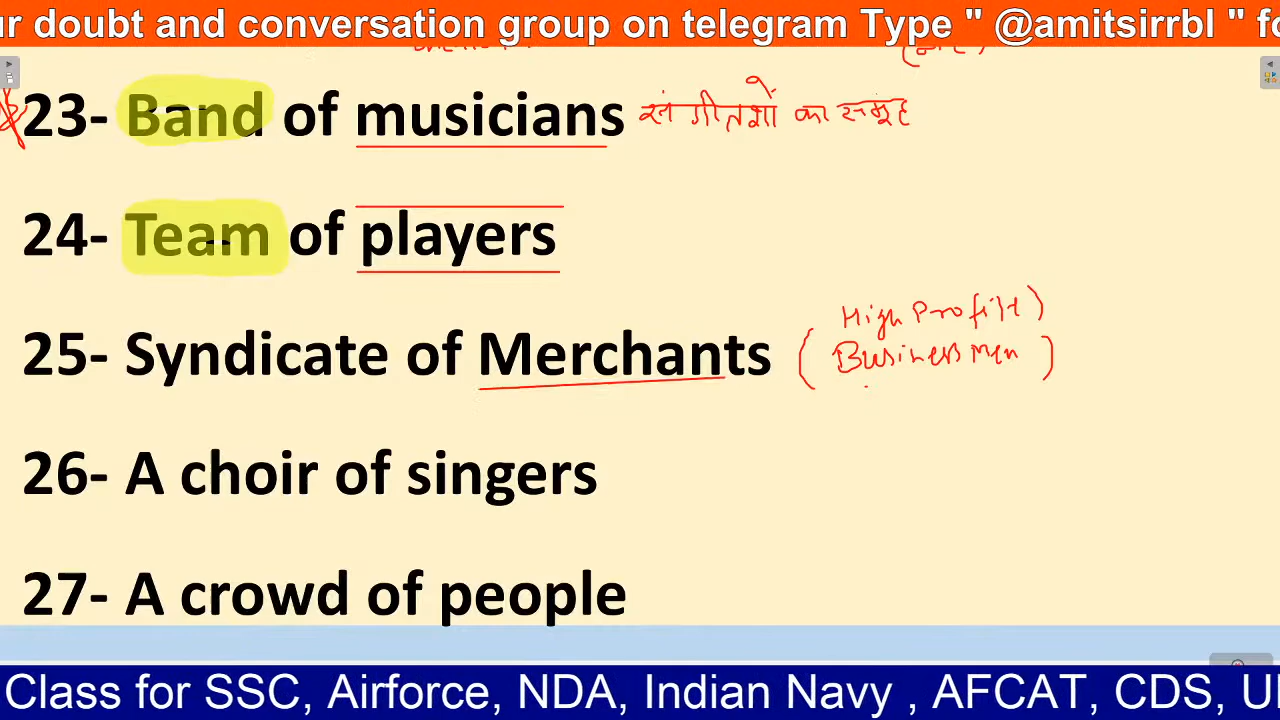 ur doubt and conversation group on telegram Type " @amitsirrbl " fo
23- Band of musicians संगीतज्ञों का समूह
24- Team of players
High Profile )
25- Syndicate of Merchants ( Businessmen )
26- A choir of singers
27- A crowd of people
Class for SSC, Airforce, NDA, Indian Navy , AFCAT, CDS, U